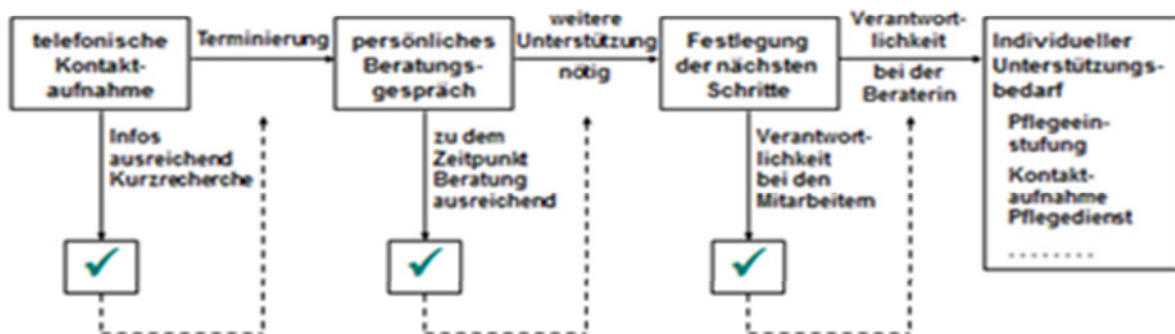 telefonische
Kontakt-
aufnahme
Terminierung
persönliches
Beratungs-
gespräch
weitere
Unterstützung
nötig
Festlegung
der nächsten
Schritte
Verantwort-
lichkeit
bei der
Beraterin
Individueller
Unterstützungs-
bedarf
Pflegeein-
stufung
Kontakt-
aufnahme
Pflegedienst
........
Infos
ausreichend
Kurzrecherche
zu dem
Zeitpunkt
Beratung
ausreichend
Verantwort-
lichkeit
bei den
Mitarbeitern